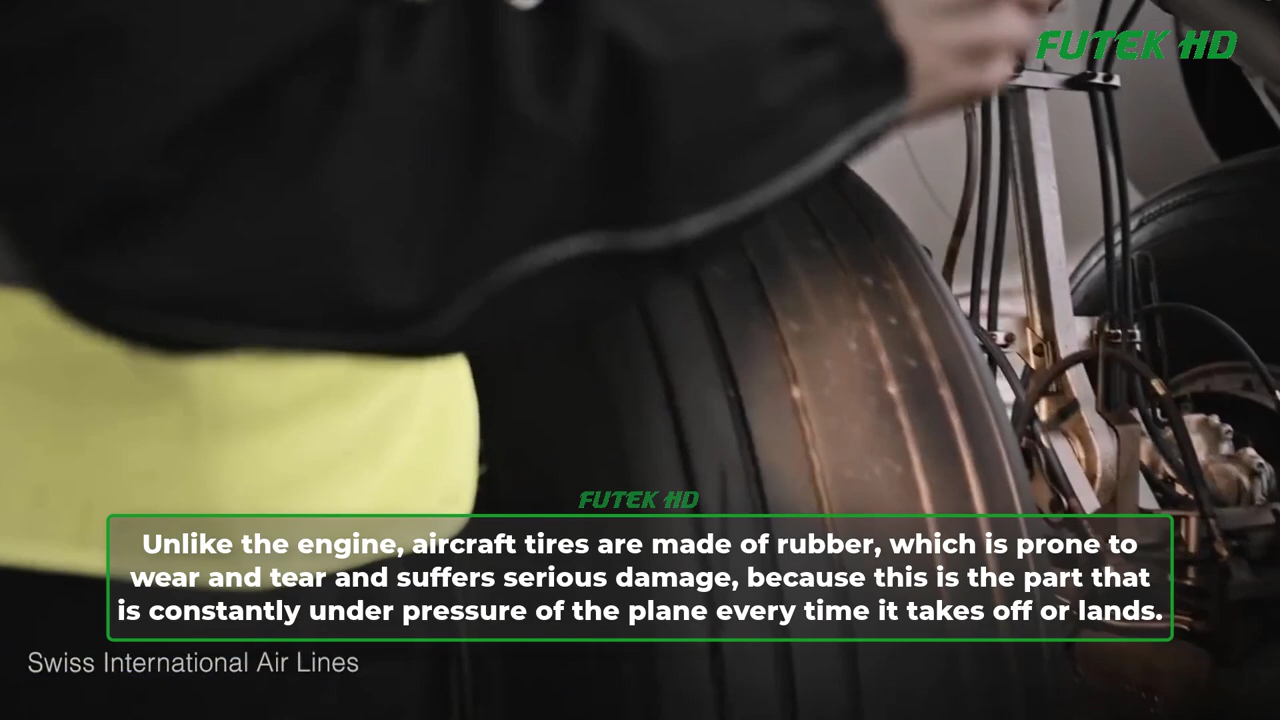 FUTEK HD
FUTEK HD
Unlike the engine, aircraft tires are made of rubber, which is prone to
wear and tear and suffers serious damage, because this is the part that
is constantly under pressure of the plane every time it takes off or lands.
Swiss International Air Lines